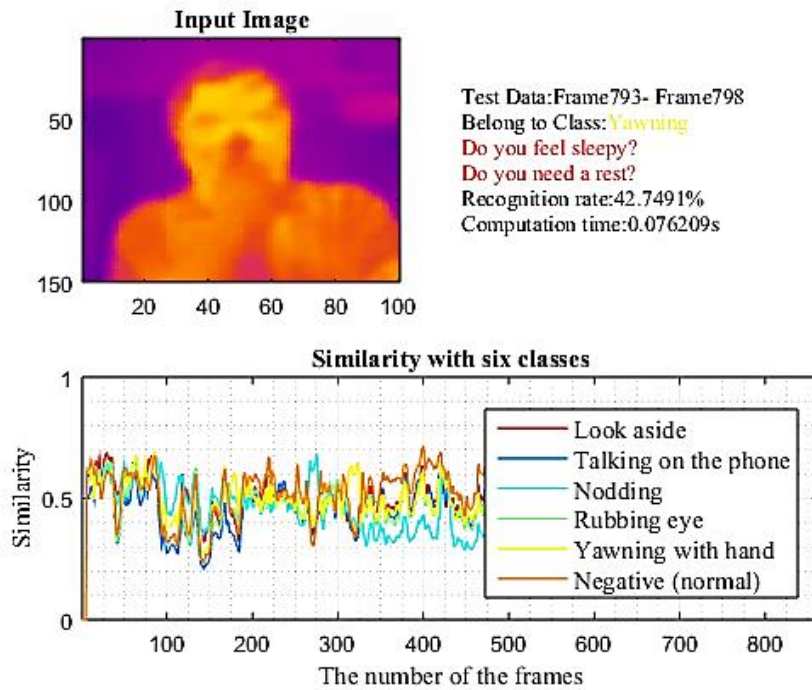 Input Image
50
100
150
20
40
60
80
100
Test Data:Frame793- Frame798
Belong to Class:Yawning
Do you feel sleepy?
Do you need a rest?
Recognition rate:42.7491%
Computation time:0.076209s
Similarity with six classes
1
0.5
0
Similarity
Look aside
Talking on the phone
Nodding
Rubbing eye
Yawning with hand
Negative (normal)
100
200
300
400
500
600
700
800
The number of the frames